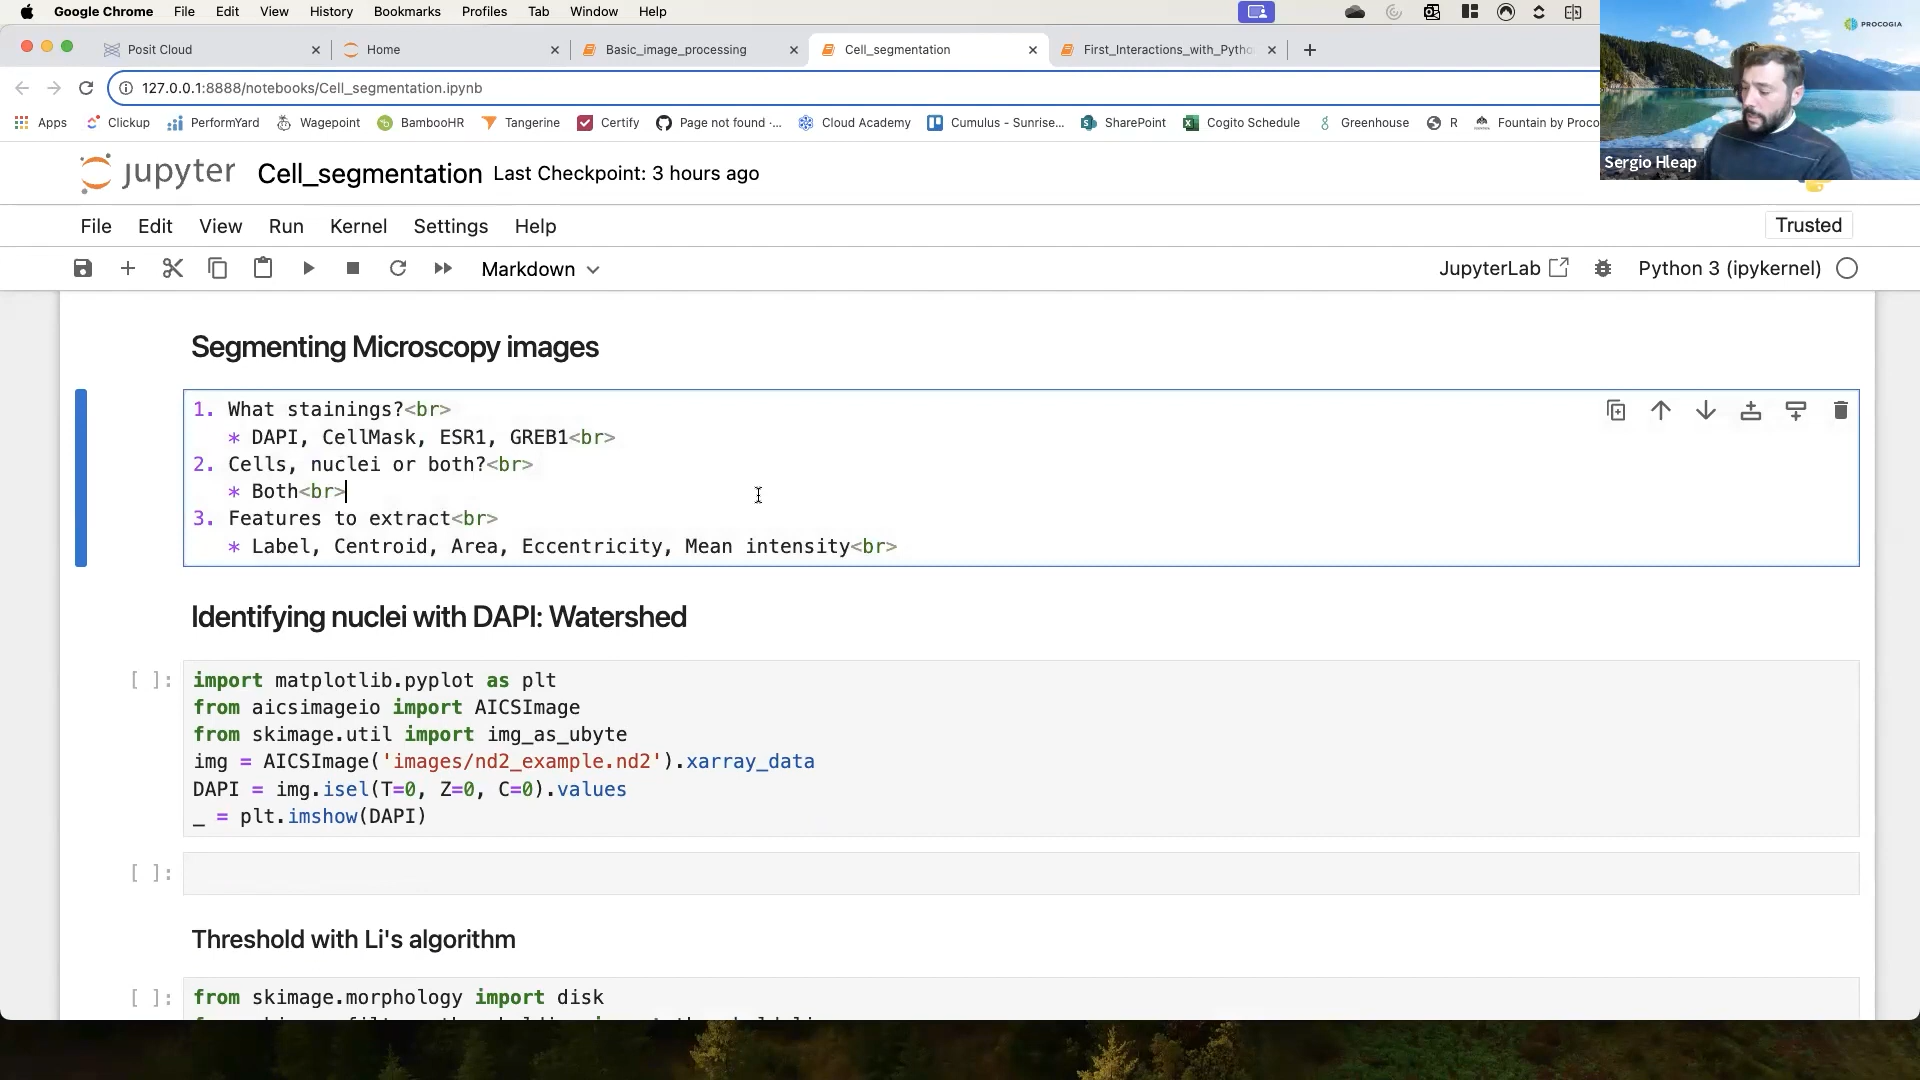 Google Chrome File Edit View History Bookmarks Profiles Tab Window Help
PROCOGIA
Posit Cloud
Home
Basic_image_processing
Cell_segmentation
First_Interactions_with_Pytho
127.0.0.1:8888/notebooks/Cell_segmentation.ipynb
Apps Clickup PerformYard Wagepoint BambooHR Tangerine Certify Page not found ·... Cloud Academy Cumulus - Sunrise... SharePoint Cogito Schedule Greenhouse R Fountain by Proco
Sergio Hleap
jupyter Cell_segmentation Last Checkpoint: 3 hours ago
File Edit View Run Kernel Settings Help
Trusted
Markdown
JupyterLab
Python 3 (ipykernel)
Segmenting Microscopy images
1. What stainings?<br>
* DAPI, CellMask, ESR1, GREB1<br>
2. Cells, nuclei or both?<br>
* Both<br>
3. Features to extract<br>
* Label, Centroid, Area, Eccentricity, Mean intensity<br>
Identifying nuclei with DAPI: Watershed
[ ]:
import matplotlib.pyplot as plt
from aicsimageio import AICSImage
from skimage.util import img_as_ubyte
img = AICSImage('images/nd2_example.nd2').xarray_data
DAPI = img.isel(T=0, Z=0, C=0).values
_ = plt.imshow(DAPI)
[ ]:
Threshold with Li's algorithm
[ ]:
from skimage.morphology import disk